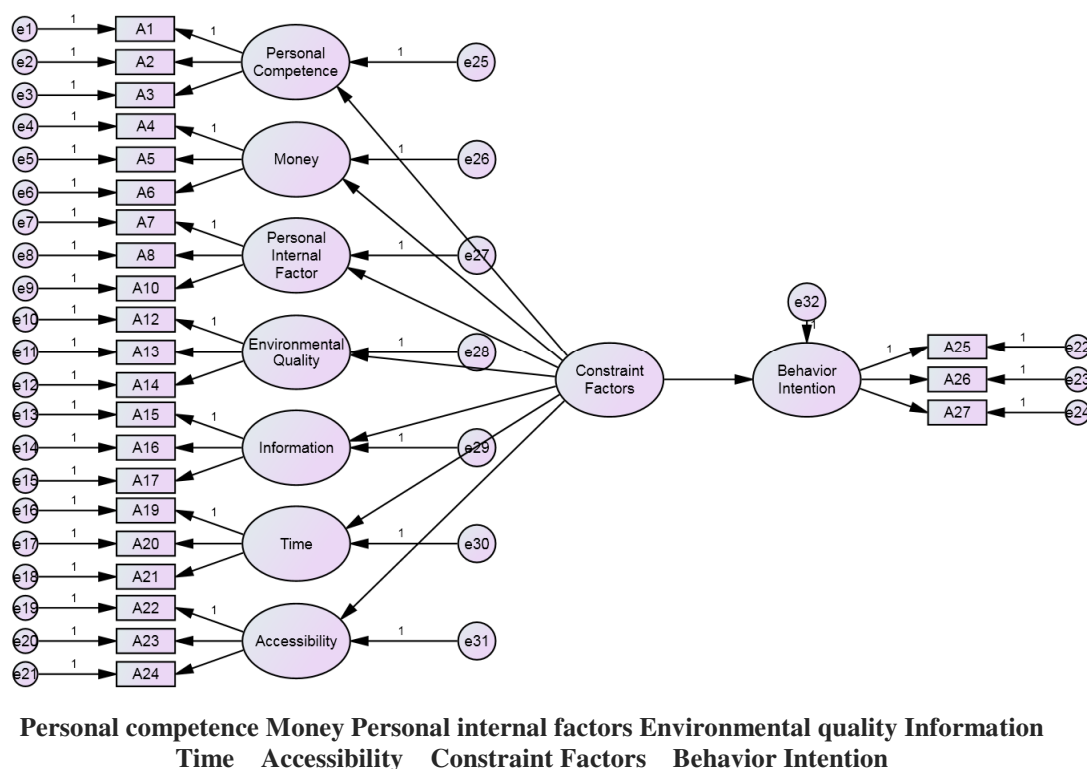 e1 1 A1 1 Personal Competence 1 e25
e2 1 A2
e3 1 A3
e4 1 A4 1 Money 1 e26
e5 1 A5
e6 1 A6
e7 1 A7 1 Personal Internal Factor 1 e27
e8 1 A8
e9 1 A10
e10 1 A12 1 Environmental Quality 1 e28
e11 1 A13
e12 1 A14
e13 1 A15 1 Information 1 e29
e14 1 A16
e15 1 A17
e16 1 A19 1 Time 1 e30
e17 1 A20
e18 1 A21
e19 1 A22 1 Accessibility 1 e31
e20 1 A23
e21 1 A24
Constraint
Factors
e32
1
Behavior
Intention
1 A25 1 e22
A26 1 e23
A27 1 e24
Personal competence Money Personal internal factors Environmental quality Information
Time Accessibility Constraint Factors Behavior Intention